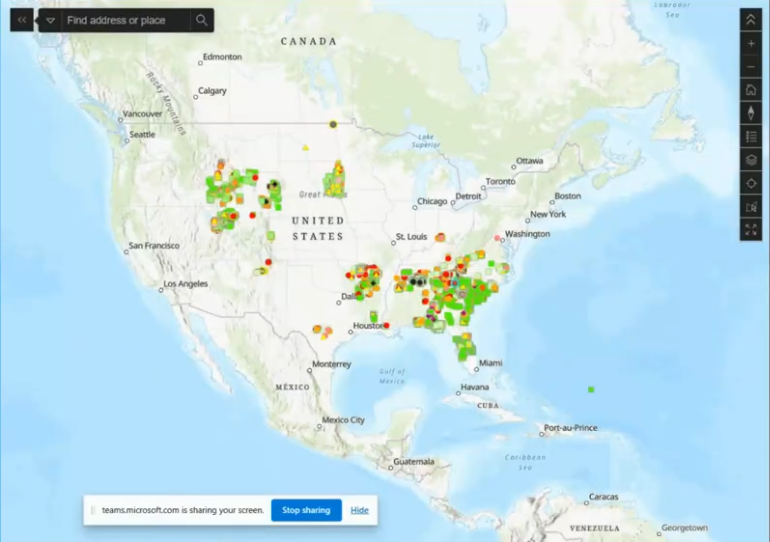 Labrador
Sea
Find address or place
CANADA
Edmonton
Rocky Mountains
Calgary
Vancouver
Seattle
Lake
Superior
Ottawa
Toronto
Boston
Chicago
Detroit
Great
New York
UNITED
STATES
St. Louis
Washington
San Francisco
Los Angeles
Houston
Gulf of
Mexico
Monterrey
Miami
MÉXICO
Havana
CUBA
Mexico City
Port-au-Prince
Caribbean
Sea
Guatemala
teams.microsoft.com is sharing your screen.
Stop sharing
Hide
Caracas
VENEZUELA
Georgetown